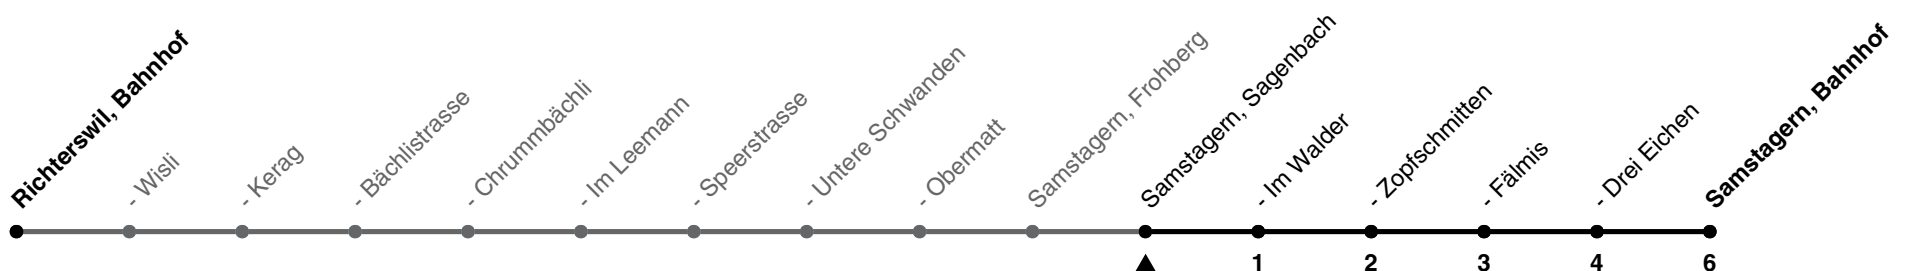 Richterswil, Bahnhof
- Wisli
- Kerag
- Bächlistrasse
- Chrummbächli
- Im Leemann
- Speerstrasse
- Untere Schwanden
- Obermatt
Samstagern, Frohberg
Samstagern, Sagenbach
- Im Walder
- Zopfschmitten
- Fälmis
- Drei Eichen
Samstagern, Bahnhof
1 2 3 4 6